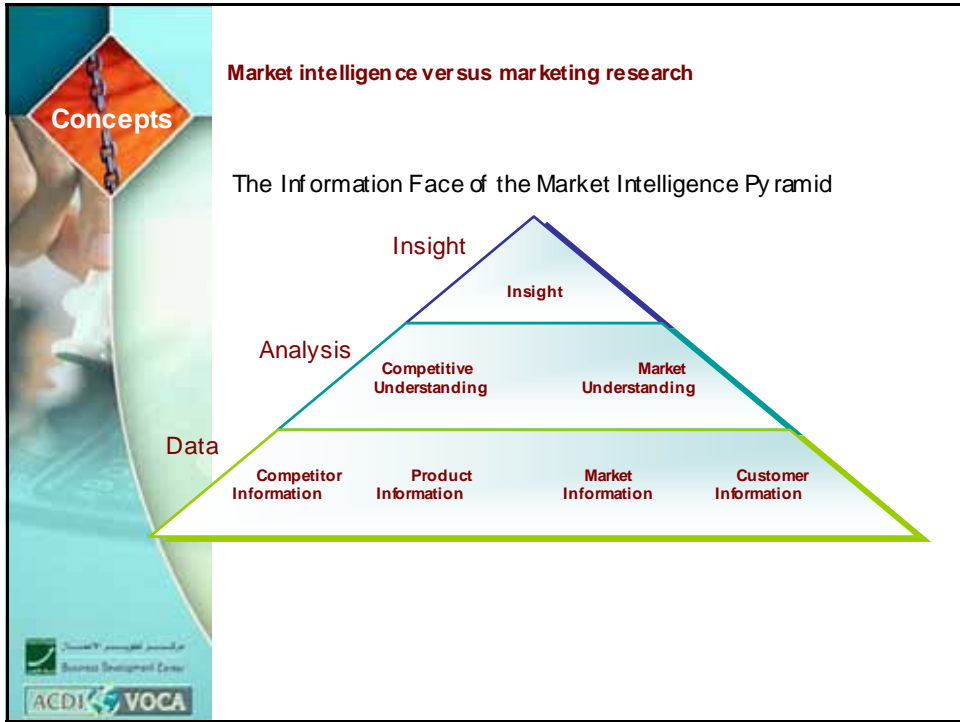 Market intelligence versus marketing research
Concepts
The Information Face of the Market Intelligence Pyramid
Insight
Insight
Analysis
Competitive Understanding
Market Understanding
Data
Competitor Information
Product Information
Market Information
Customer Information
Business Development Center
ACDI VOCA